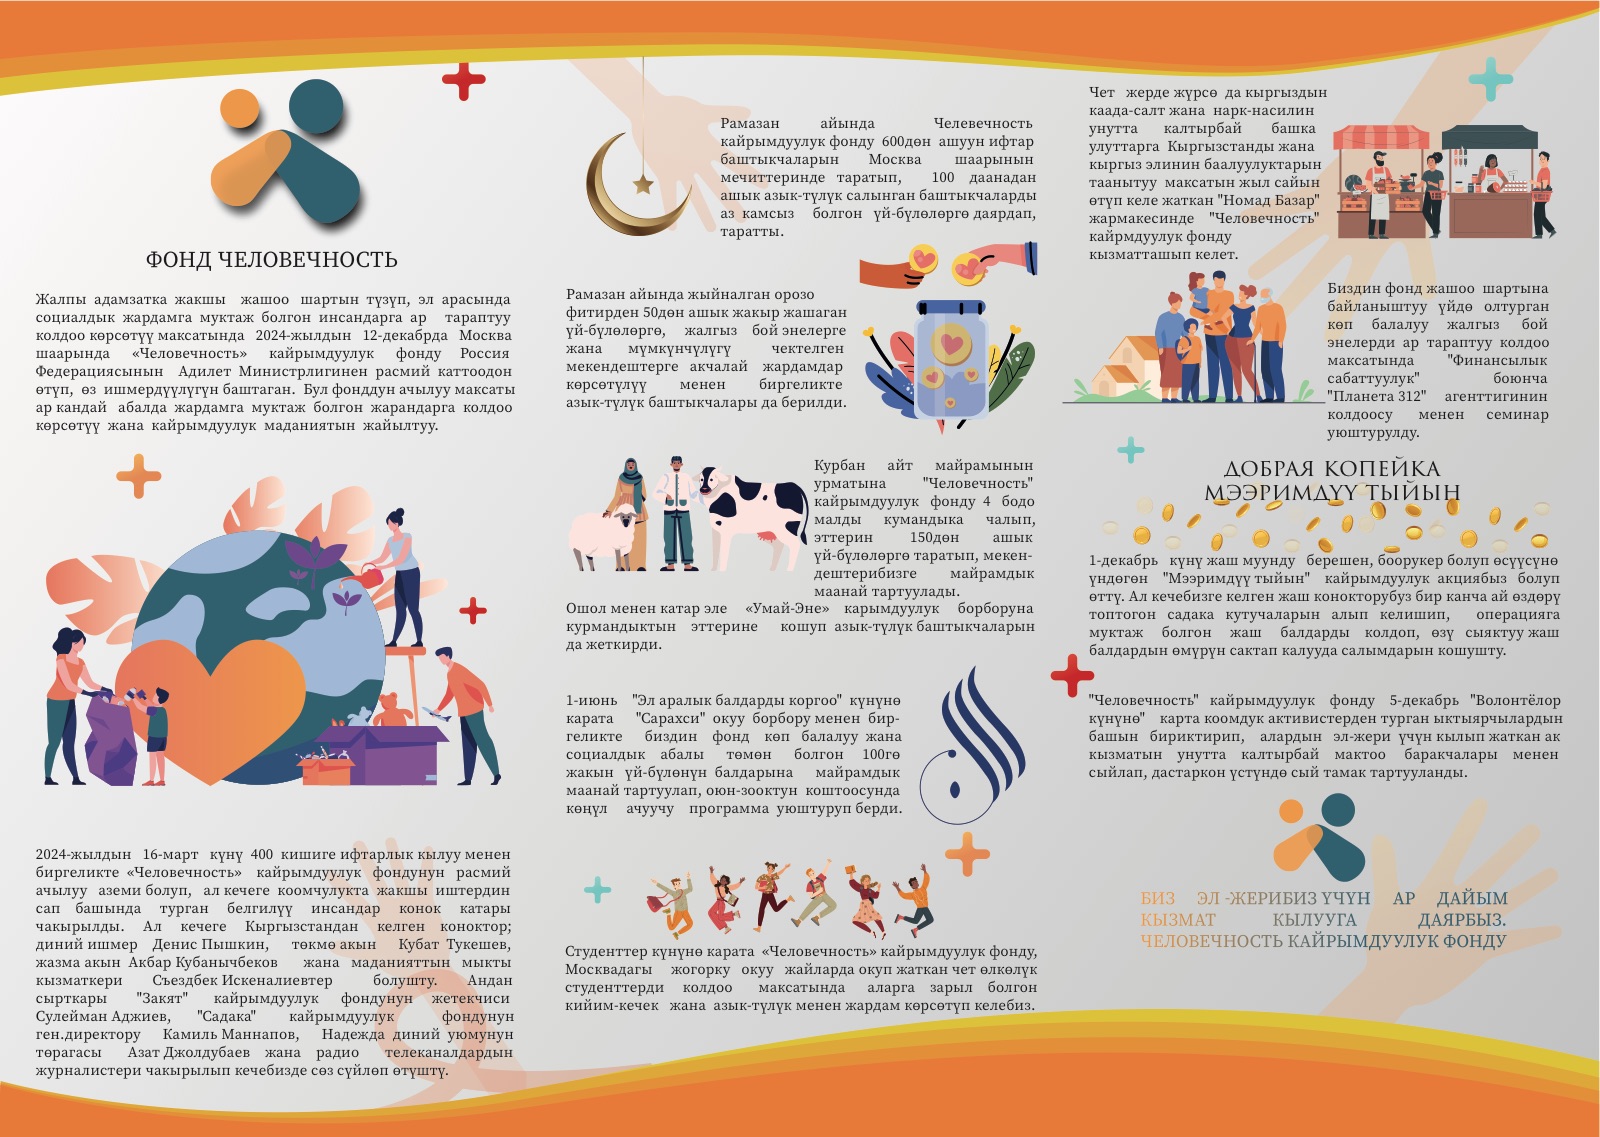 ФОНД ЧЕЛОВЕЧНОСТЬ
Жалпы адамзатка жакшы жашоо шартын түзүп, эл арасында
социалдык жардамга муктаж болгон инсандарга ар тараптуу
колдоо көрсөтүү максатында 2024-жылдын 12-декабрда Москва
шаарында «Человечность» кайрымдуулук фонду Россия
Федерациясынын Адилет Министрлигинен расмий каттоодон
өтүп, өз ишмердүүлүгүн баштаган. Бул фонддун ачылуу максаты
ар кандай абалда жардамга муктаж болгон жарандарга колдоо
көрсөтүү жана кайрымдуулук маданиятын жайылтуу.
2024-жылдын 16-март күнү 400 кишиге ифтарлык кылуу менен
биргеликте «Человечность» кайрымдуулук фондунун расмий
ачылуу аземи болуп, ал кечеге коомчулукта жакшы иштердин
сап башында турган белгилүү инсандар конок катары
чакырылды. Ал кечеге Кыргызстандан келген коноктор;
диний ишмер Денис Пышкин, төкмө акын Кубат Тукешев,
жазма акын Акбар Кубанычбеков жана маданияттын мыкты
кызматкери Съездбек Искеналиевтер болушту. Андан
сырткары "Закят" кайрымдуулук фондунун жетекчиси
Сулейман Аджиев, "Садака" кайрымдуулук фондунун
ген.директору Камиль Маннапов, Надежда диний уюмунун
төрагасы Азат Джолдубаев жана радио телеканалдардын
журналистери чакырылып кечебизде сөз сүйлөп өтүштү.
Рамазан айында Челевечность
кайрымдуулук фонду 600дөн ашуун ифтар
баштыкчаларын Москва шаарынын
мечиттеринде таратып, 100 даанадан
ашык азык-түлүк салынган баштыкчаларды
аз камсыз болгон үй-бүлөлөргө даярдап,
таратты.
Рамазан айында жыйналган орозо
фитирден 50дөн ашык жакыр жашаган
үй-бүлөлөргө, жалгыз бой энелерге
жана мүмкүнчүлүгү чектелген
мекендештерге акчалай жардамдар
көрсөтүлүү менен биргеликте
азык-түлүк баштыкчалары да берилди.
Курбан айт майрамынын
урматына "Человечность"
кайрымдуулук фонду 4 бодо
малды кумандыка чалып,
эттерин 150дөн ашык
үй-бүлөлөргө таратып, мекен-
дештерибизге майрамдык
маанай тартуулады.
Ошол менен катар эле «Умай-Эне» карымдуулук борборуна
курмандыктын эттерине кошуп азык-түлүк баштыкчаларын
да жеткирди.
1-июнь "Эл аралык балдарды коргоо" күнүнө
карата "Сарахси" окуу борбору менен бир-
геликте биздин фонд көп балалуу жана
социалдык абалы төмөн болгон 100гө
жакын үй-бүлөнүн балдарына майрамдык
маанай тартуулап, оюн-зооктун коштоосунда
көңүл ачуучу программа уюштуруп берди.
Студенттер күнүнө карата «Человечность» кайрымдуулук фонду,
Москвадагы жогорку окуу жайларда окуп жаткан чет өлкөлүк
студенттерди колдоо максатында аларга зарыл болгон
кийим-кечек жана азык-түлүк менен жардам көрсөтүп келебиз.
Чет жерде жүрсө да кыргыздын
каада-салт жана нарк-насилин
унутта калтырбай башка
улуттарга Кыргызстанды жана
кыргыз элинин баалуулуктарын
таанытуу максатын жыл сайын
өтүп келе жаткан "Номад Базар"
жармакесинде "Человечность"
кайрмдуулук фонду
кызматташып келет.
Биздин фонд жашоо шартына
байланыштуу үйдө олтурган
көп балалуу жалгыз бой
энелерди ар тараптуу колдоо
максатында "Финансылык
сабаттуулук" боюнча
"Планета 312" агенттигинин
колдоосу менен семинар
уюштурулду.
ДОБРАЯ КОПЕЙКА
МЭЭРИМДҮҮ ТЫЙЫН
1-декабрь күнү жаш муунду берешен, боорукер болуп өсүүсүнө
үндөгөн "Мээримдүү тыйын" кайрымдуулук акциябыз болуп
өттү. Ал кечебизге келген жаш конокторубуз бир канча ай өздөрү
топтогон садака кутучаларын алып келишип, операцияга
муктаж болгон жаш балдарды колдоп, өзү сыяктуу жаш
балдардын өмүрүн сактап калууда салымдарын кошушту.
"Человечность" кайрымдуулук фонду 5-декабрь "Волонтёлор
күнүнө" карта коомдук активистерден турган ыктыярчылардын
башын бириктирип, алардын эл-жери үчүн кылып жаткан ак
кызматын унутта калтырбай мактоо баракчалары менен
сыйлап, дастаркон үстүндө сый тамак тартууланды.
БИЗ ЭЛ -ЖЕРИБИЗ ҮЧҮН АР ДАЙЫМ
КЫЗМАТ КЫЛУУГА ДАЯРБЫЗ.
ЧЕЛОВЕЧНОСТЬ КАЙРЫМДУУЛУК ФОНДУ